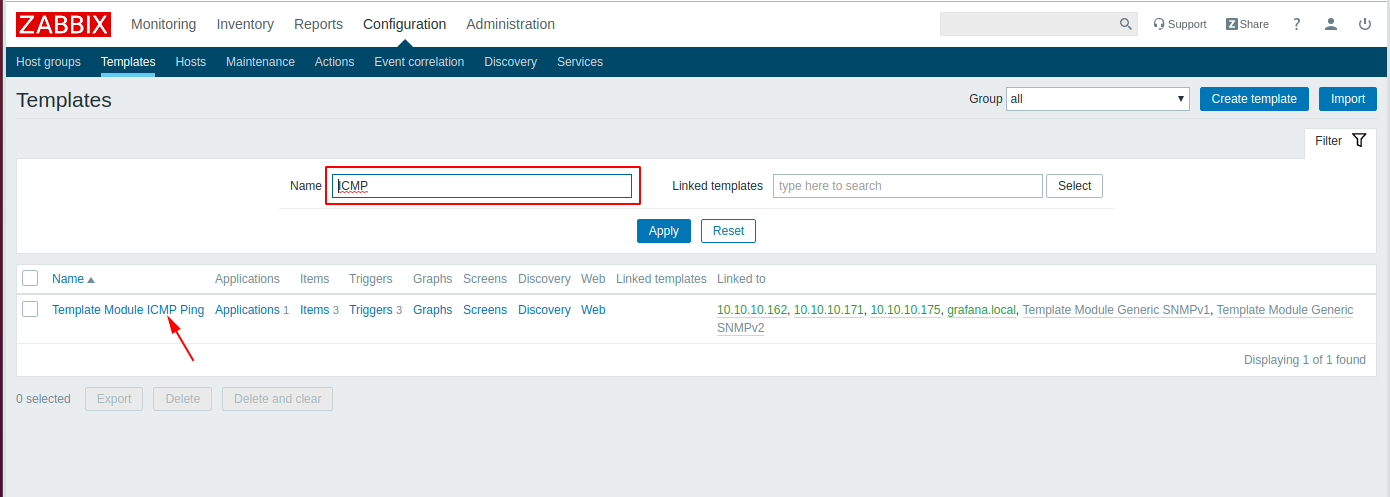 ZABBIX Monitoring Inventory Reports Configuration Administration Support Z Share ?
Host groups Templates Hosts Maintenance Actions Event correlation Discovery Services
Templates Group all Create template Import
Filter
Name ICMP Linked templates type here to search Select
Apply Reset
Name Applications Items Triggers Graphs Screens Discovery Web Linked templates Linked to
Template Module ICMP Ping Applications 1 Items 3 Triggers 3 Graphs Screens Discovery Web 10.10.10.162, 10.10.10.171, 10.10.10.175, grafana.local, Template Module Generic SNMPv1, Template Module Generic
SNMPv2
Displaying 1 of 1 found
0 selected Export Delete Delete and clear